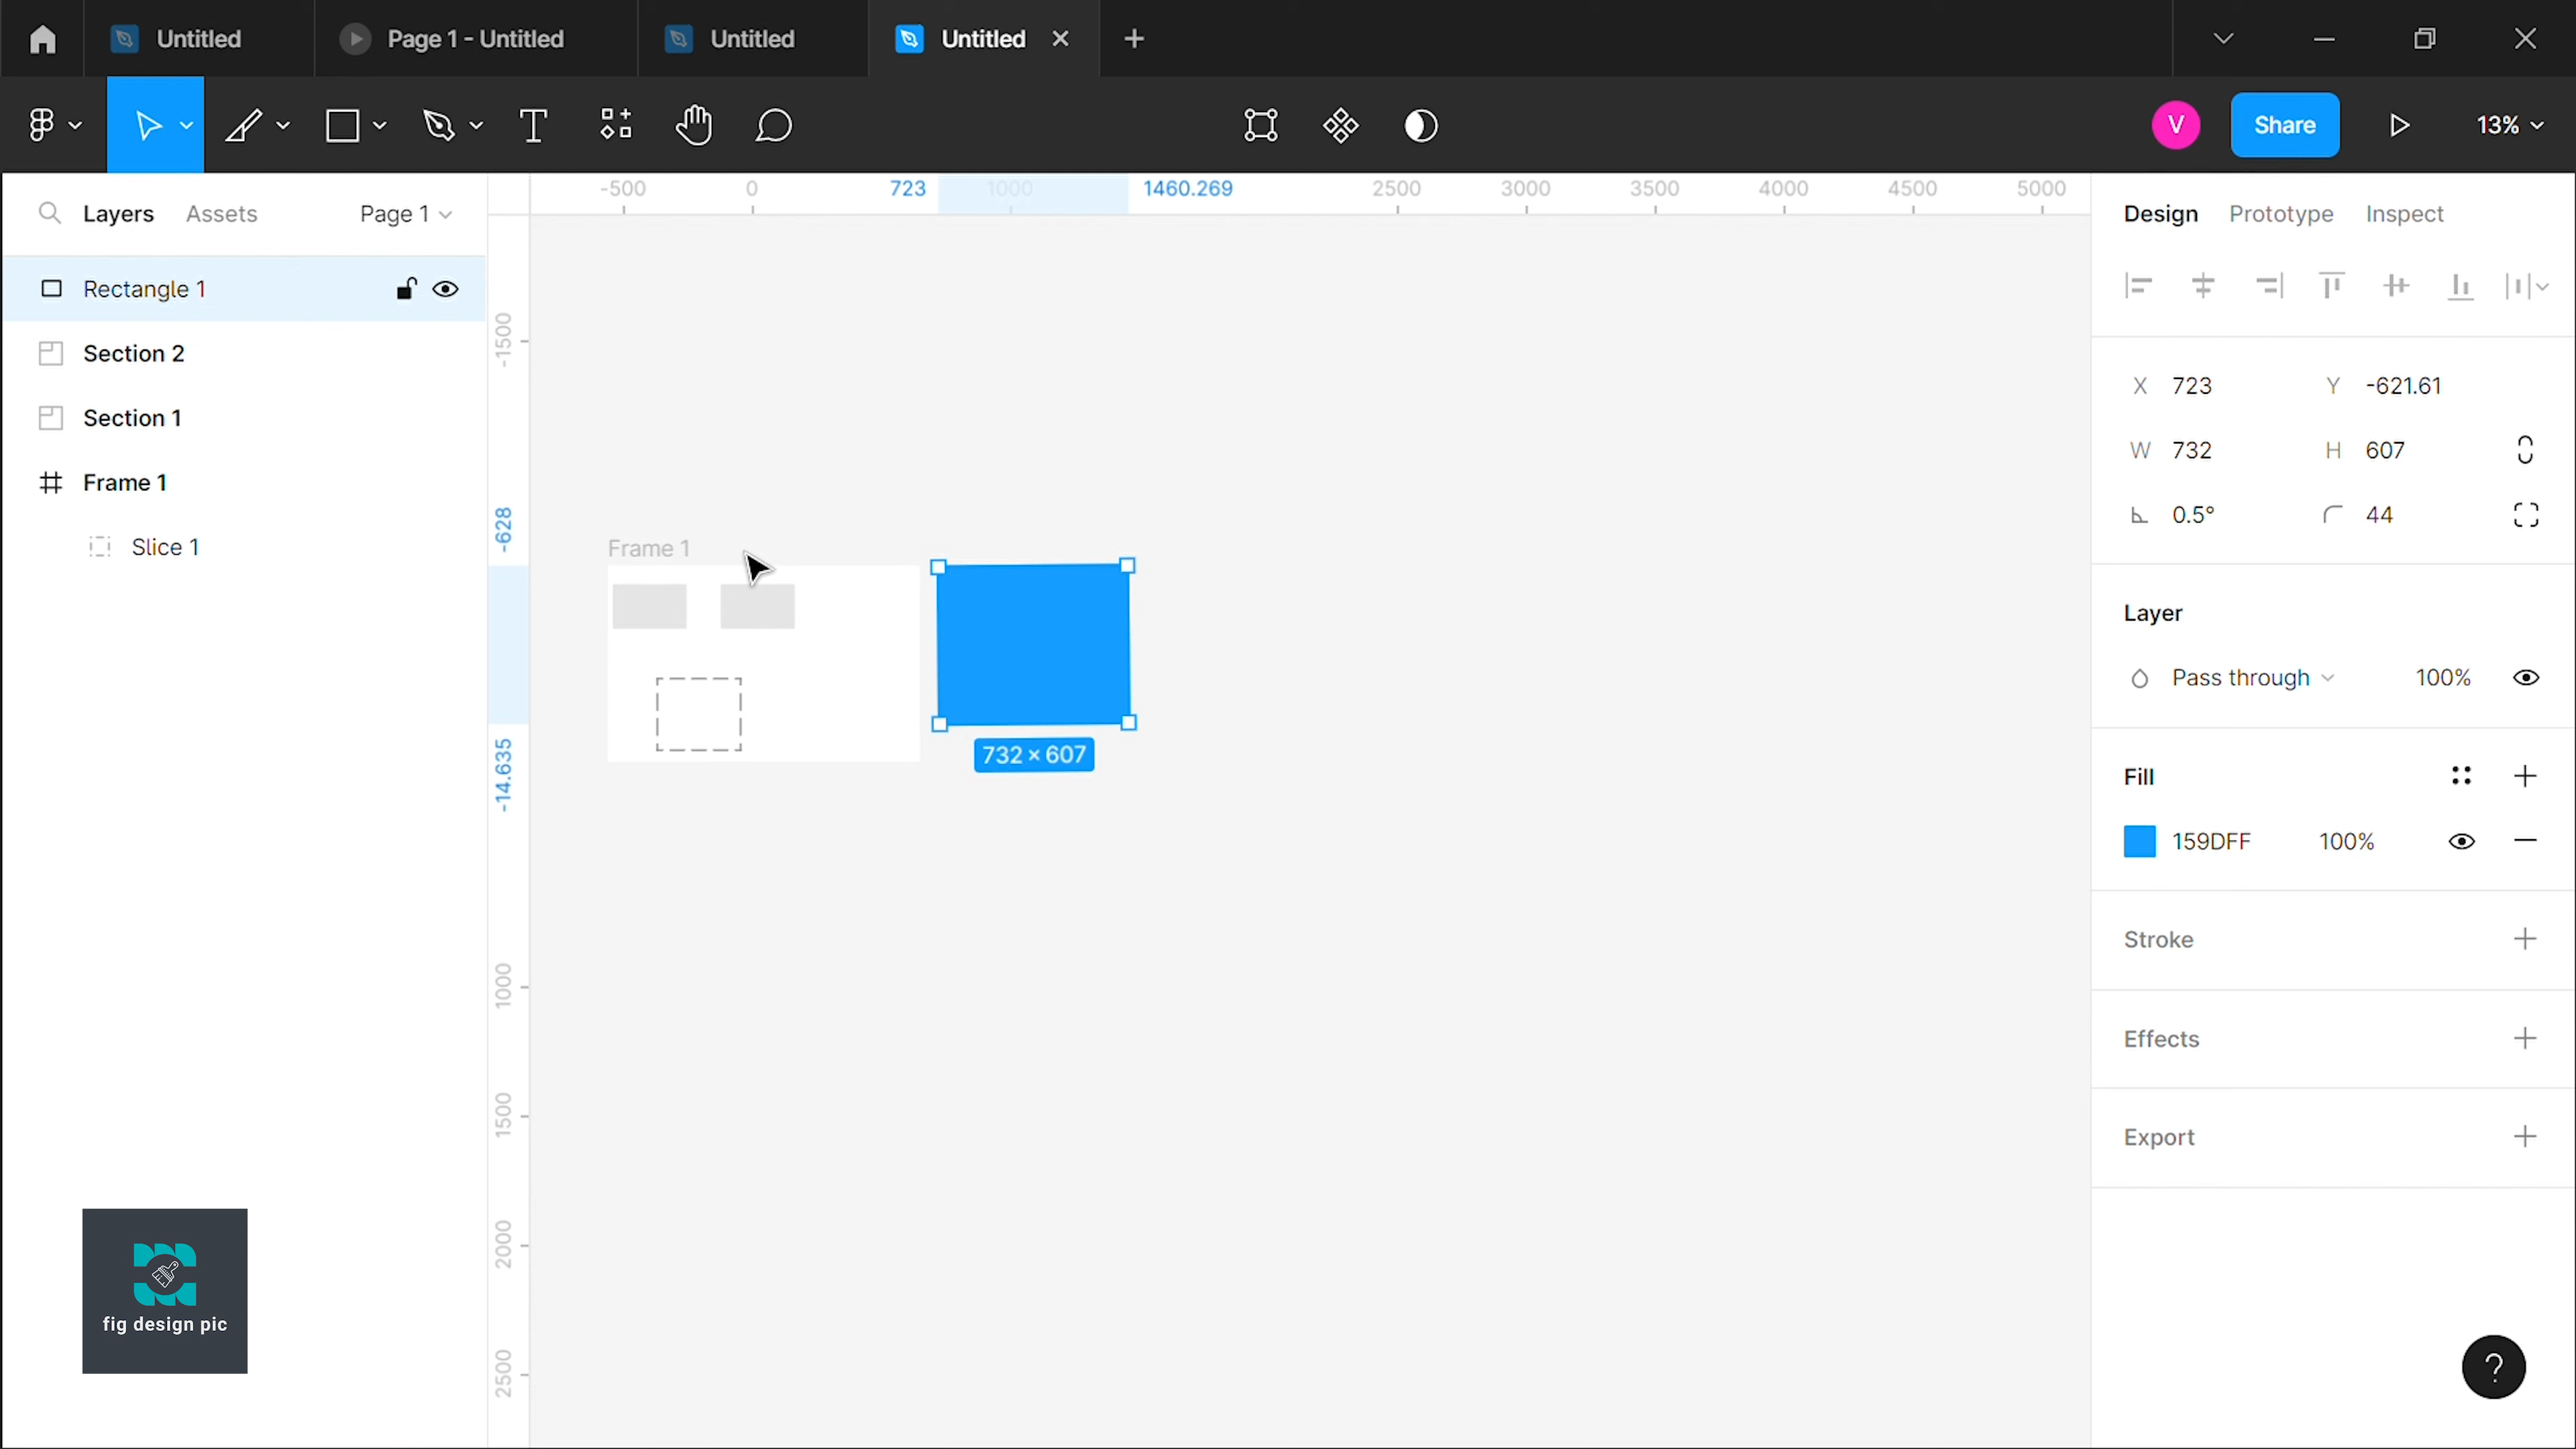 Untitled
Page 1 - Untitled
Untitled
Untitled
V
Share
13%
Layers
Assets
Page 1
-500
0
723
1000
1460.269
2500
3000
3500
4000
4500
5000
Design
Prototype
Inspect
Rectangle 1
Section 2
Section 1
Frame 1
Slice 1
-1500
-628
-14.635
1000
1500
2000
2500
Frame 1
732 × 607
X 723
Y -621.61
W 732
H 607
0.5°
44
Layer
Pass through
100%
Fill
159DFF
100%
Stroke
Effects
Export
fig design pic
?